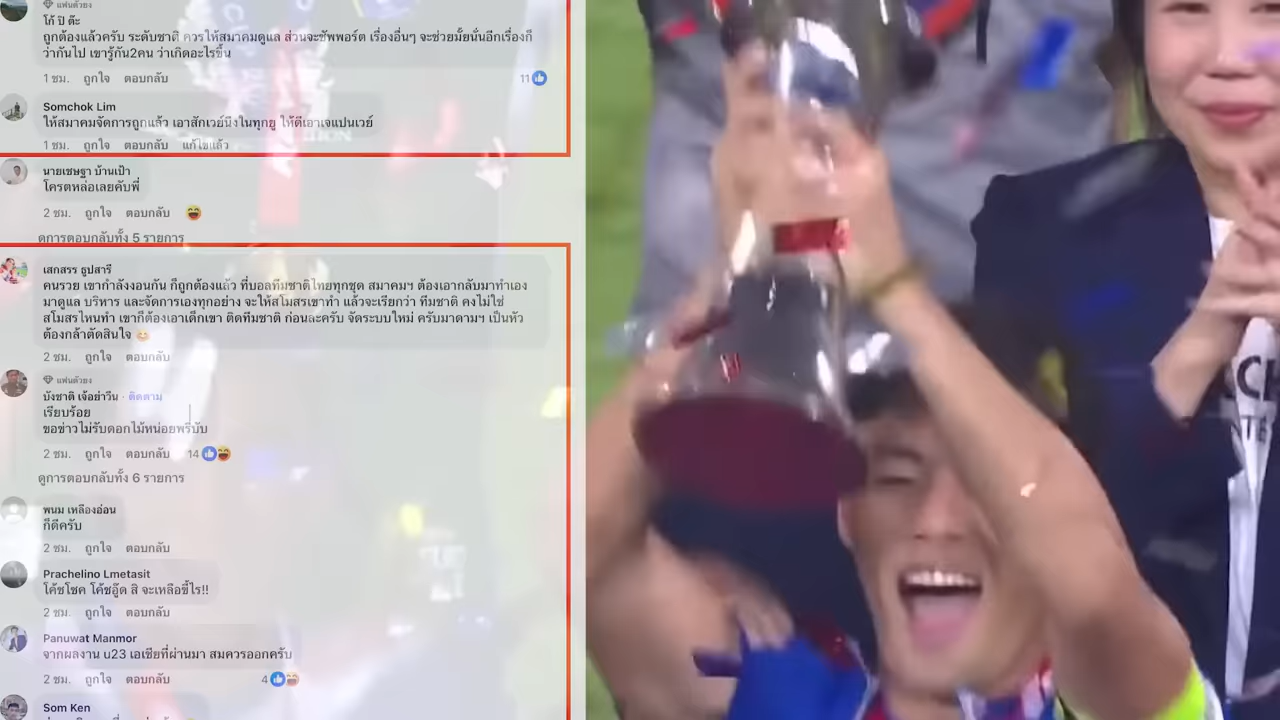 แฟนตัวยง
โก้ ปิ ต๊ะ
ถูกต้องแล้วครับ ระดับชาติ ควรให้สมาคมดูแล ส่วนจะซัพพอร์ต เรื่องอื่นๆ จะช่วยมั้ยนั่นอีกเรื่องก็
ว่ากันไป เขารู้กัน2คน ว่าเกิดอะไรขึ้น
1 ชม. ถูกใจ ตอบกลับ 11
Somchok Lim
ให้สมาคมจัดการถูกแล้ว เอาสักเวย์นึงในทุกยู ให้ดีเอาเจแปนเวย์
1 ชม. ถูกใจ ตอบกลับ แก้ไขแล้ว
นายเชษฐา บ้านเป้า
โครตหล่อเลยคับพี่
2 ชม. ถูกใจ ตอบกลับ
ดูการตอบกลับทั้ง 5 รายการ
เสกสรร ธูปสารี
คนรวย เขากำลังงอนกัน ก็ถูกต้องแล้ว ที่บอลทีมชาติไทยทุกชุด สมาคมฯ ต้องเอากลับมาทำเอง
มาดูแล บริหาร และจัดการเองทุกอย่าง จะให้สโมสรเขาทำ แล้วจะเรียกว่า ทีมชาติ คงไม่ใช่
สโมสรไหนทำ เขาก็ต้องเอาเด็กเขา ติดทีมชาติ ก่อนละครับ จัดระบบใหม่ ครับมาดามฯ เป็นหัว
ต้องกล้าตัดสินใจ
2 ชม. ถูกใจ ตอบกลับ
แฟนตัวยง
บังชาติ เจ้อย่าวีน · ติดตาม
เรียบร้อย
ขอข่าวไม่รับดอกไม้หน่อยพรี่บับ
2 ชม. ถูกใจ ตอบกลับ 14
ดูการตอบกลับทั้ง 6 รายการ
พนม เหลืองอ่อน
ก็ดีครับ
2 ชม. ถูกใจ ตอบกลับ
Prachelino Lmetasit
โค้ชโชค โค้ชอู๊ด สิ จะเหลือขี้ไร!!
2 ชม. ถูกใจ ตอบกลับ
Panuwat Manmor
จากผลงาน u23 เอเชียที่ผ่านมา สมควรออกครับ
2 ชม. ถูกใจ ตอบกลับ 4
Som Ken